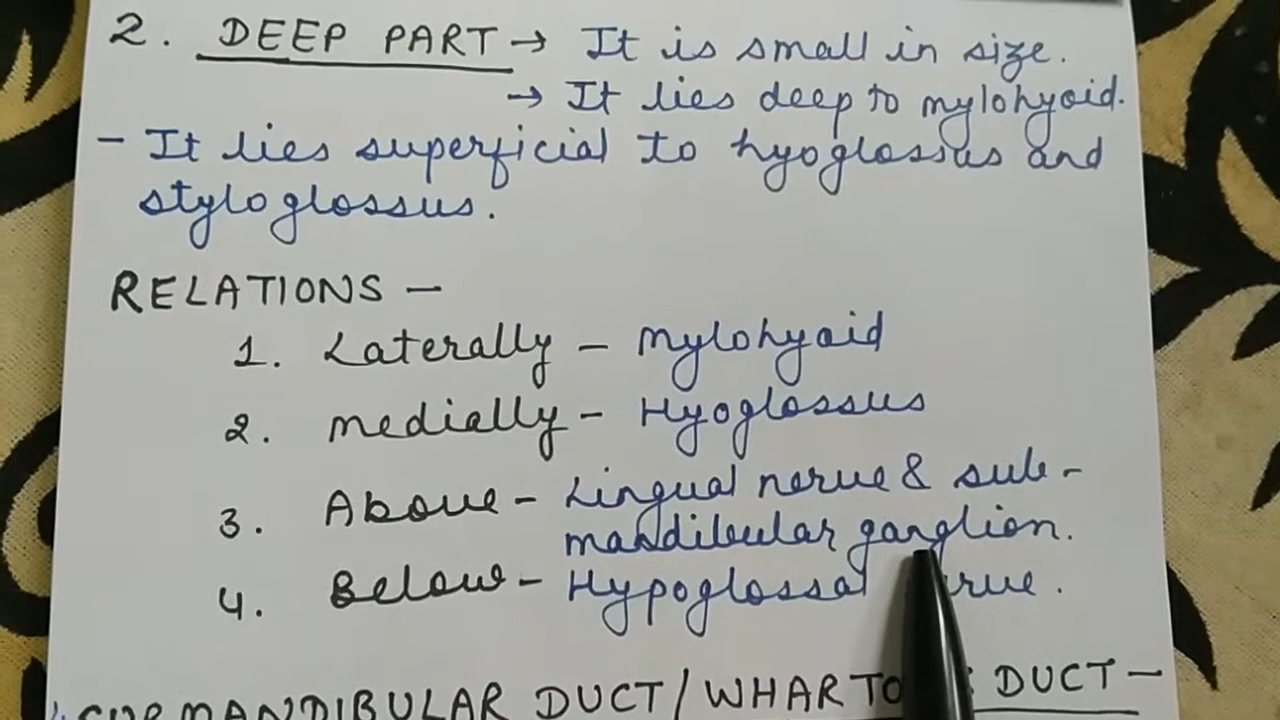 2. DEEP PART → It is small in size.
→ It lies deep to mylohyoid.
- It lies superficial to hyoglossus and
styloglossus.
RELATIONS -
1. Laterally - Mylohyoid
2. Medially - Hyoglossus
3. Above - Lingual nerve & sub-
mandibular ganglion.
4. Below - Hypoglossal
DUCT / DUCT -